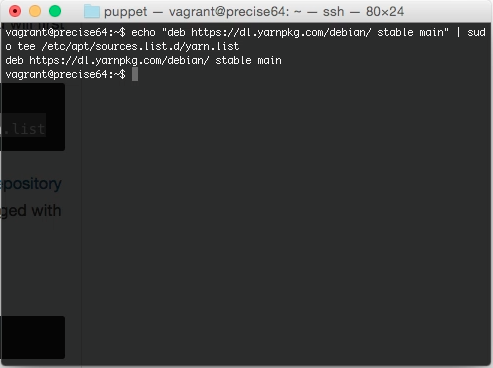 puppet — vagrant@precise64: ~ — ssh — 80×24
vagrant@precise64:~$ echo "deb https://dl.yarnpkg.com/debian/ stable main" | sud
o tee /etc/apt/sources.list.d/yarn.list
deb https://dl.yarnpkg.com/debian/ stable main
vagrant@precise64:~$
.list
epository
ged with